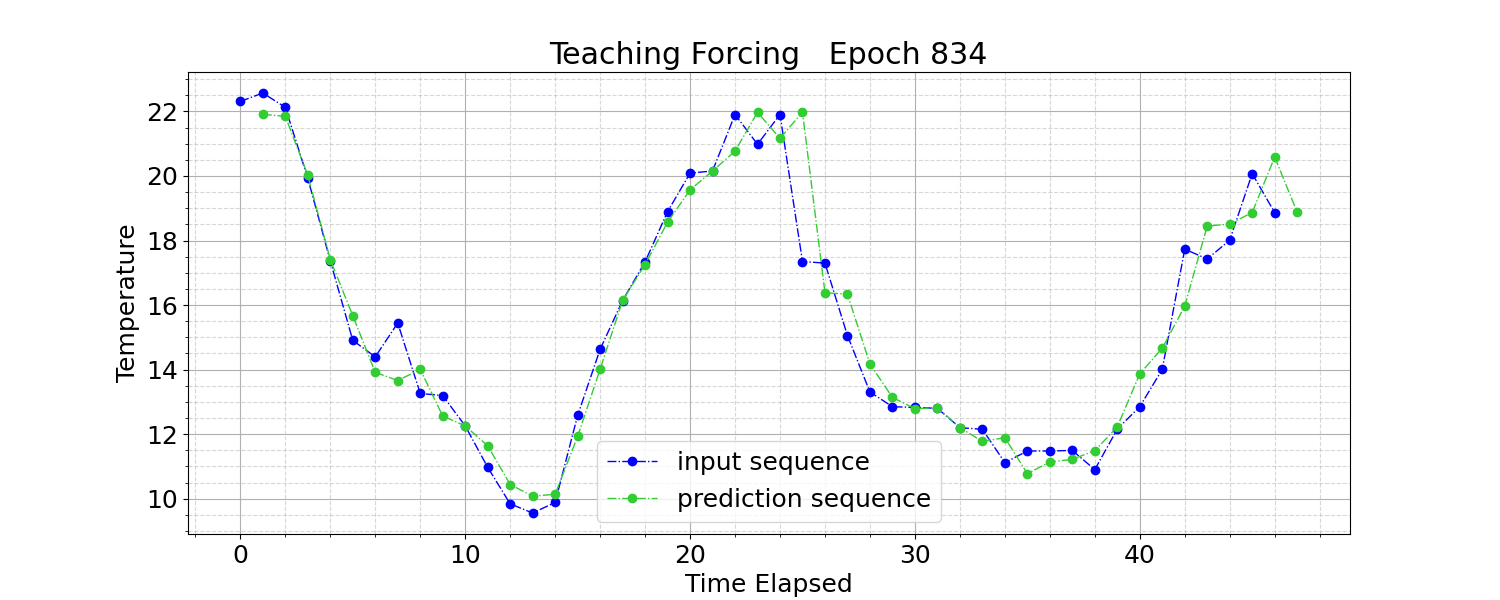 Teaching Forcing   Epoch 834
Temperature
22
20
18
16
14
12
10
input sequence
prediction sequence
0 10 20 30 40
Time Elapsed